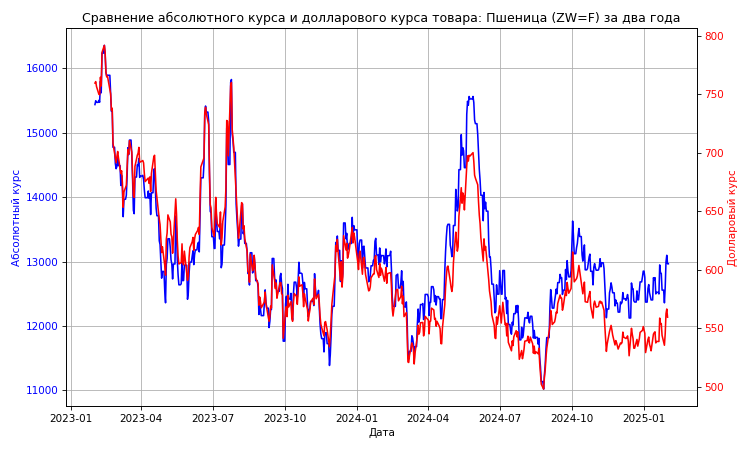 Сравнение абсолютного курса и долларового курса товара: Пшеница (ZW=F) за два года
Абсолютный курс
16000
15000
14000
13000
12000
11000
800
750
700
650
600
550
500
Долларовый курс
2023-01 2023-04 2023-07 2023-10 2024-01 2024-04 2024-07 2024-10 2025-01
Дата